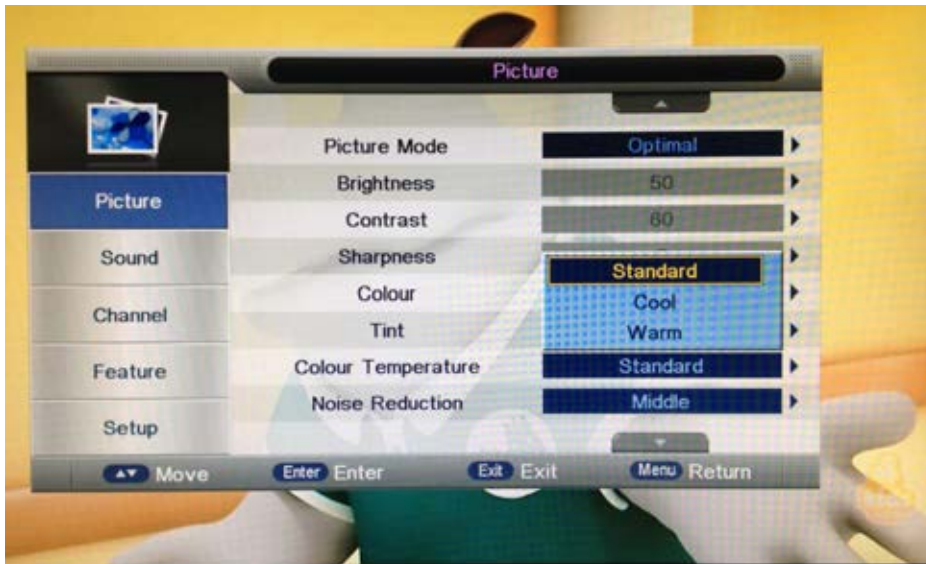 Picture
Picture Mode Optimal
Picture
Brightness 50
Contrast 60
Sound
Sharpness
Standard
Colour
Cool
Channel
Tint
Warm
Feature
Colour Temperature Standard
Noise Reduction Middle
Setup
Move Enter Enter Exit Exit Menu Return